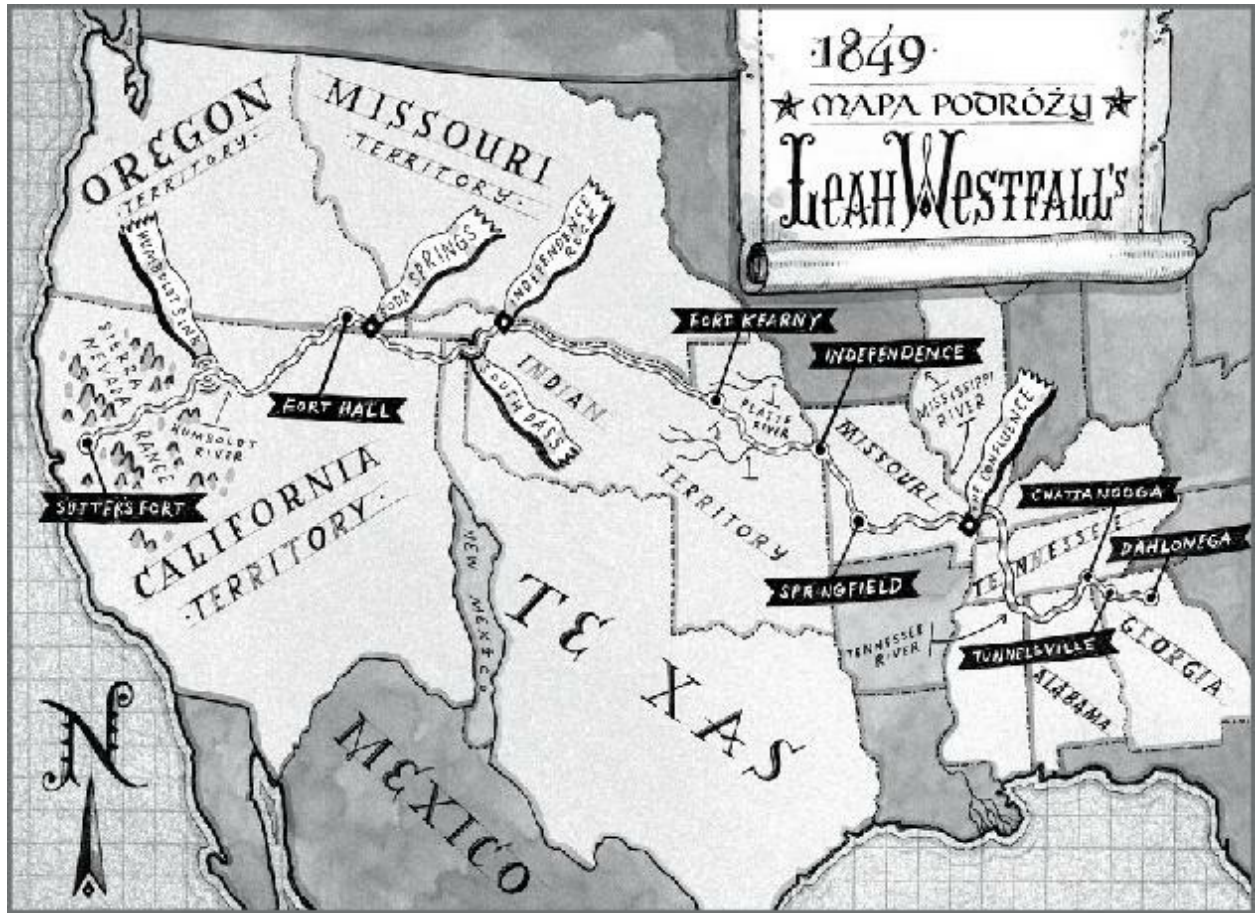 1849
MAPA PODRÓŻY
LEAH WESTFALL'S
OREGON
TERRITORY
MISSOURI
TERRITORY
HUMBOLDT SINK
SODA SPRINGS
INDEPENDENCE
ROCK
FORT KEARNY
INDEPENDENCE
SIERRA
NEVADA
RANGE
FORT HALL
HUMBOLDT
RIVER
SOUTH PASS
INDIAN
TERRITORY
PLATTE
RIVER
MISSOURI
MISSISSIPPI
RIVER
THE CONFLUENCE
SUTTER'S FORT
CALIFORNIA
TERRITORY
NEW MEXICO
CHATTANOOGA
TENNESSEE
DAHLONEGA
SPRINGFIELD
TENNESSEE
RIVER
TUNNELSVILLE
GEORGIA
ALABAMA
TEXAS
MEXICO
N